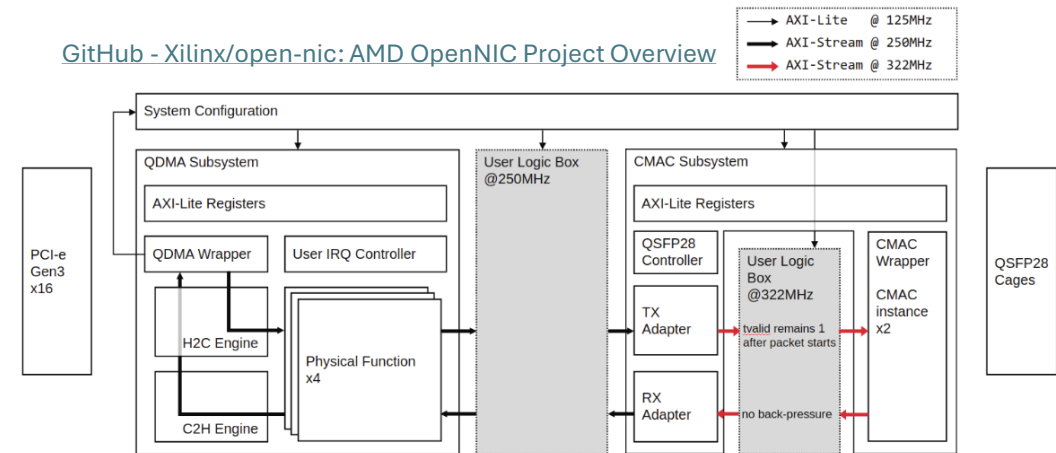 GitHub - Xilinx/open-nic: AMD OpenNIC Project Overview
AXI-Lite @ 125MHz
AXI-Stream @ 250MHz
AXI-Stream @ 322MHz
System Configuration
PCI-e
Gen3
x16
QDMA Subsystem
AXI-Lite Registers
QDMA Wrapper
User IRQ Controller
H2C Engine
C2H Engine
Physical Function
x4
User Logic Box
@250MHz
CMAC Subsystem
AXI-Lite Registers
QSFP28
Controller
TX
Adapter
RX
Adapter
User Logic
Box
@322MHz
tvalid remains 1
after packet starts
no back-pressure
CMAC
Wrapper
CMAC
instance
x2
QSFP28
Cages